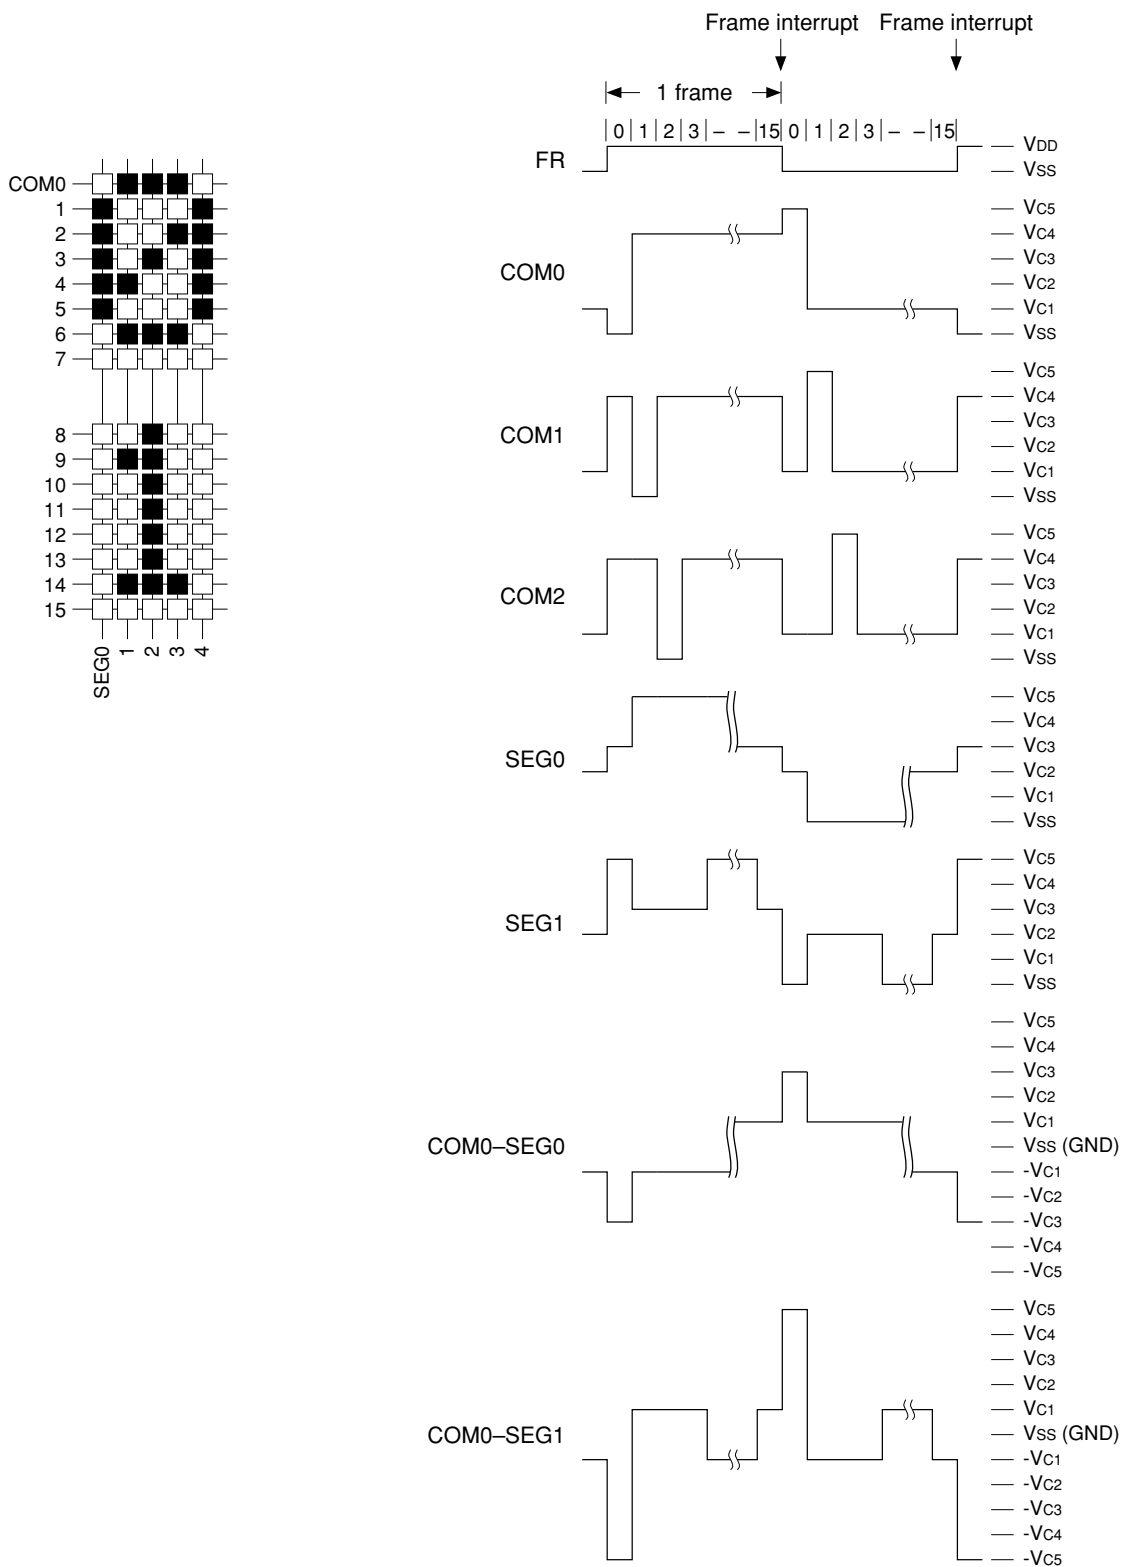 Frame interrupt Frame interrupt
1 frame
0 1 2 3 – – 15 0 1 2 3 – – 15
FR
VDD
VSS
COM0
1
2
3
4
5
6
7
8
9
10
11
12
13
14
15
SEG0 1 2 3 4
COM0
VC5
VC4
VC3
VC2
VC1
VSS
COM1
VC5
VC4
VC3
VC2
VC1
VSS
COM2
VC5
VC4
VC3
VC2
VC1
VSS
SEG0
VC5
VC4
VC3
VC2
VC1
VSS
SEG1
VC5
VC4
VC3
VC2
VC1
VSS
COM0–SEG0
VC5
VC4
VC3
VC2
VC1
VSS (GND)
-VC1
-VC2
-VC3
-VC4
-VC5
COM0–SEG1
VC5
VC4
VC3
VC2
VC1
VSS (GND)
-VC1
-VC2
-VC3
-VC4
-VC5